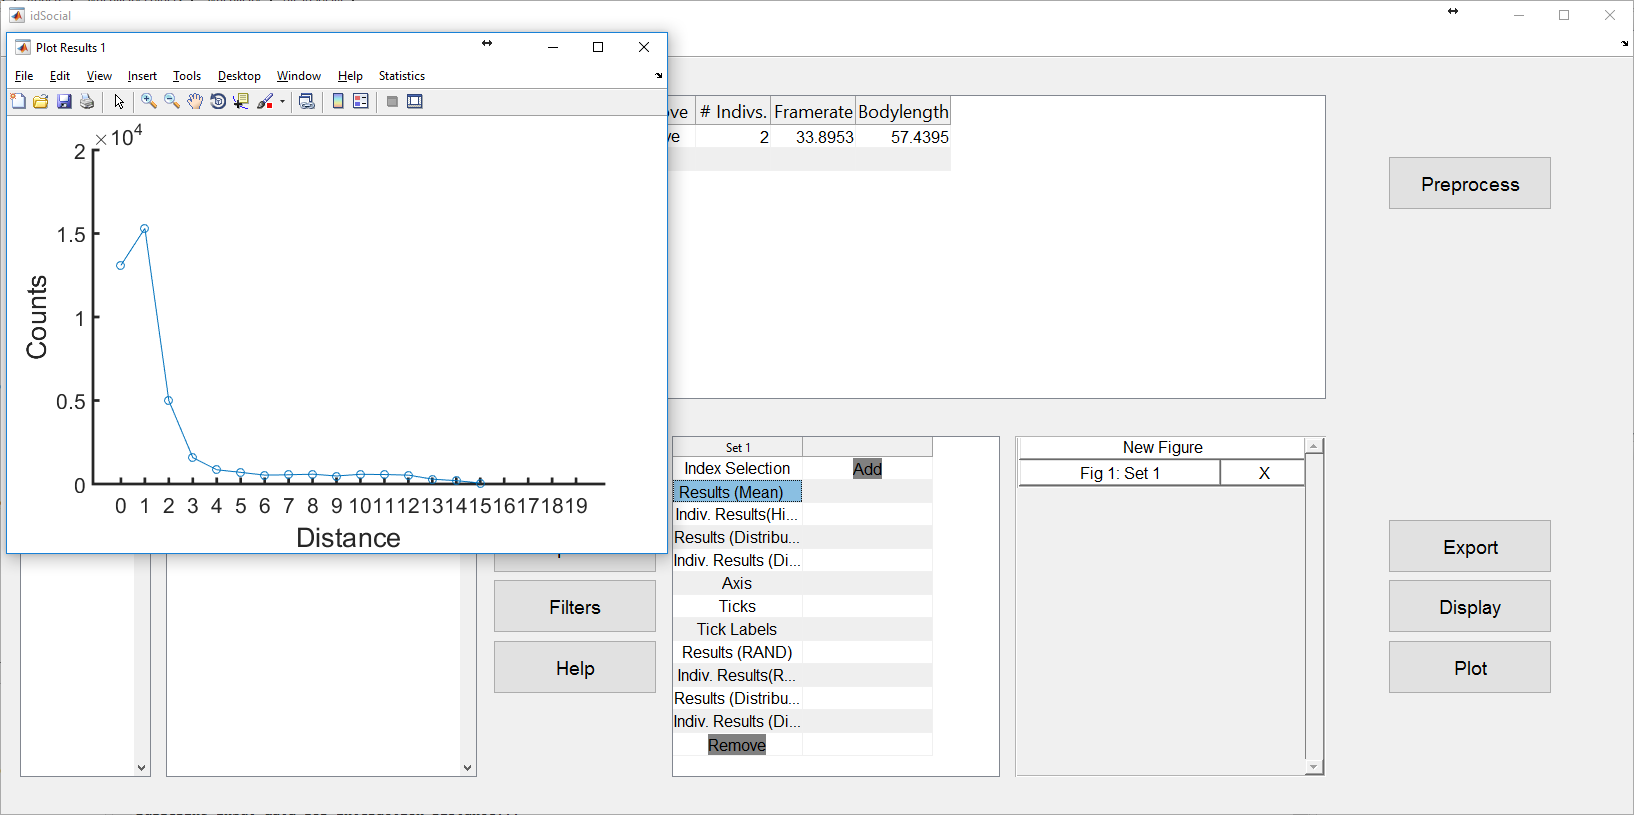 idSocial
Plot Results 1
File Edit View Insert Tools Desktop Window Help Statistics
×10⁴
2
1.5
1
0.5
0
Counts
0 1 2 3 4 5 6 7 8 9 10 11 12 13 14 15 16 17 18 19
Distance
ove # Indivs. Framerate Bodylength
ve 2 33.8953 57.4395
Preprocess
Filters
Help
Set 1
Index Selection Add
Results (Mean)
Indiv. Results(Hi...
Results (Distribu...
Indiv. Results (Di...
Axis
Ticks
Tick Labels
Results (RAND)
Indiv. Results(R...
Results (Distribu...
Indiv. Results (Di...
Remove
New Figure
Fig 1: Set 1 X
Export
Display
Plot